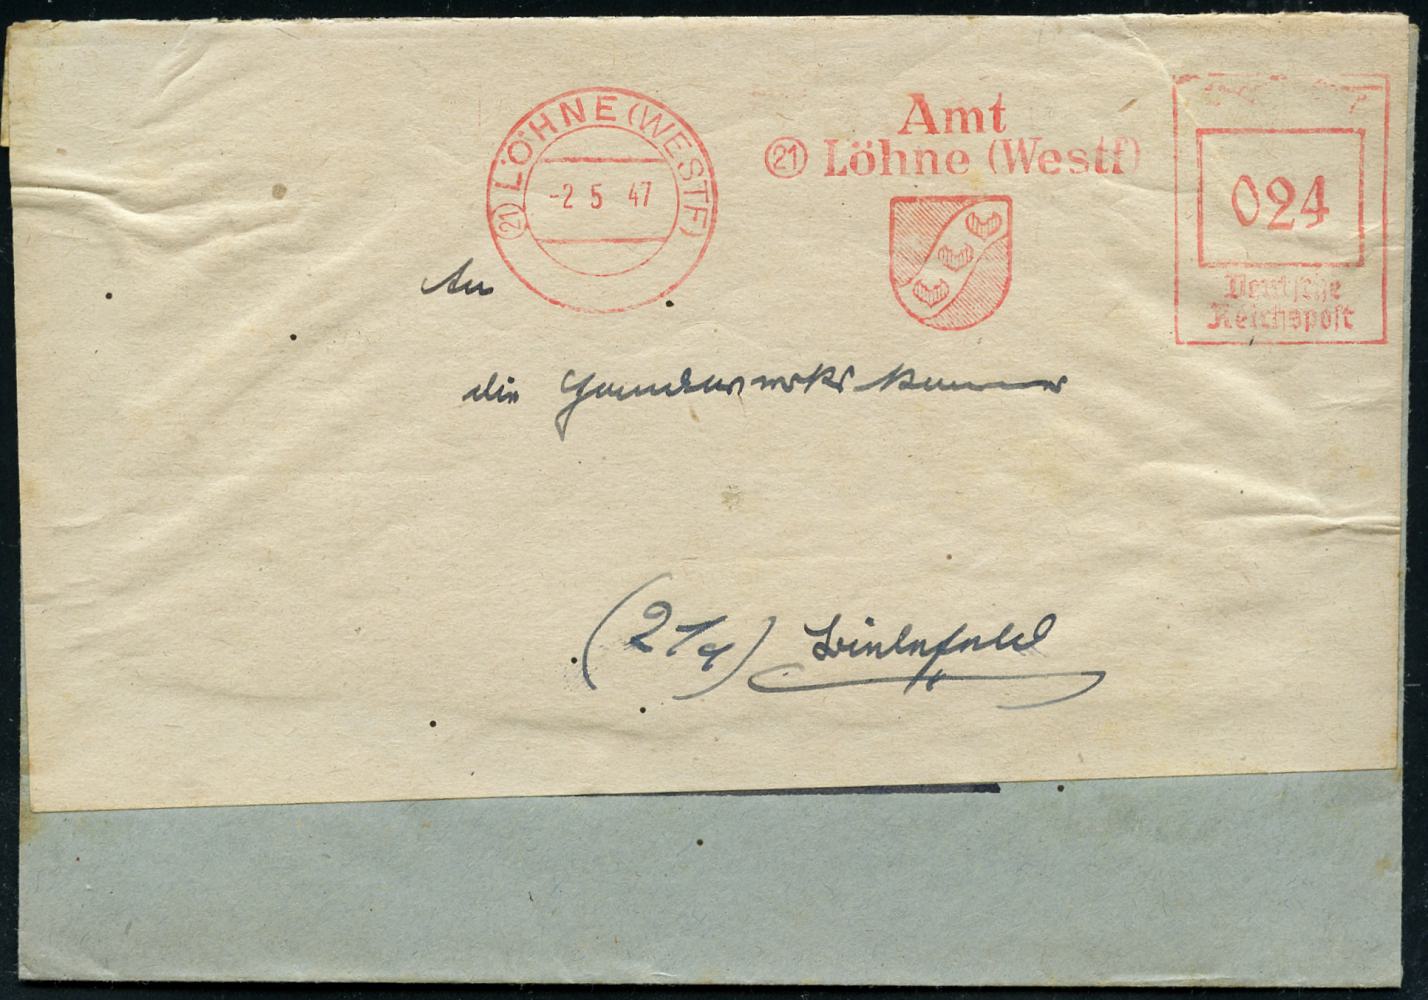 (21) LÖHNE (WESTF)
-2 5 47
Amt
(21) Löhne (Westf)
024
Deutsche
Reichspost
An
die Handwerkskammer
(21a) Bielefeld